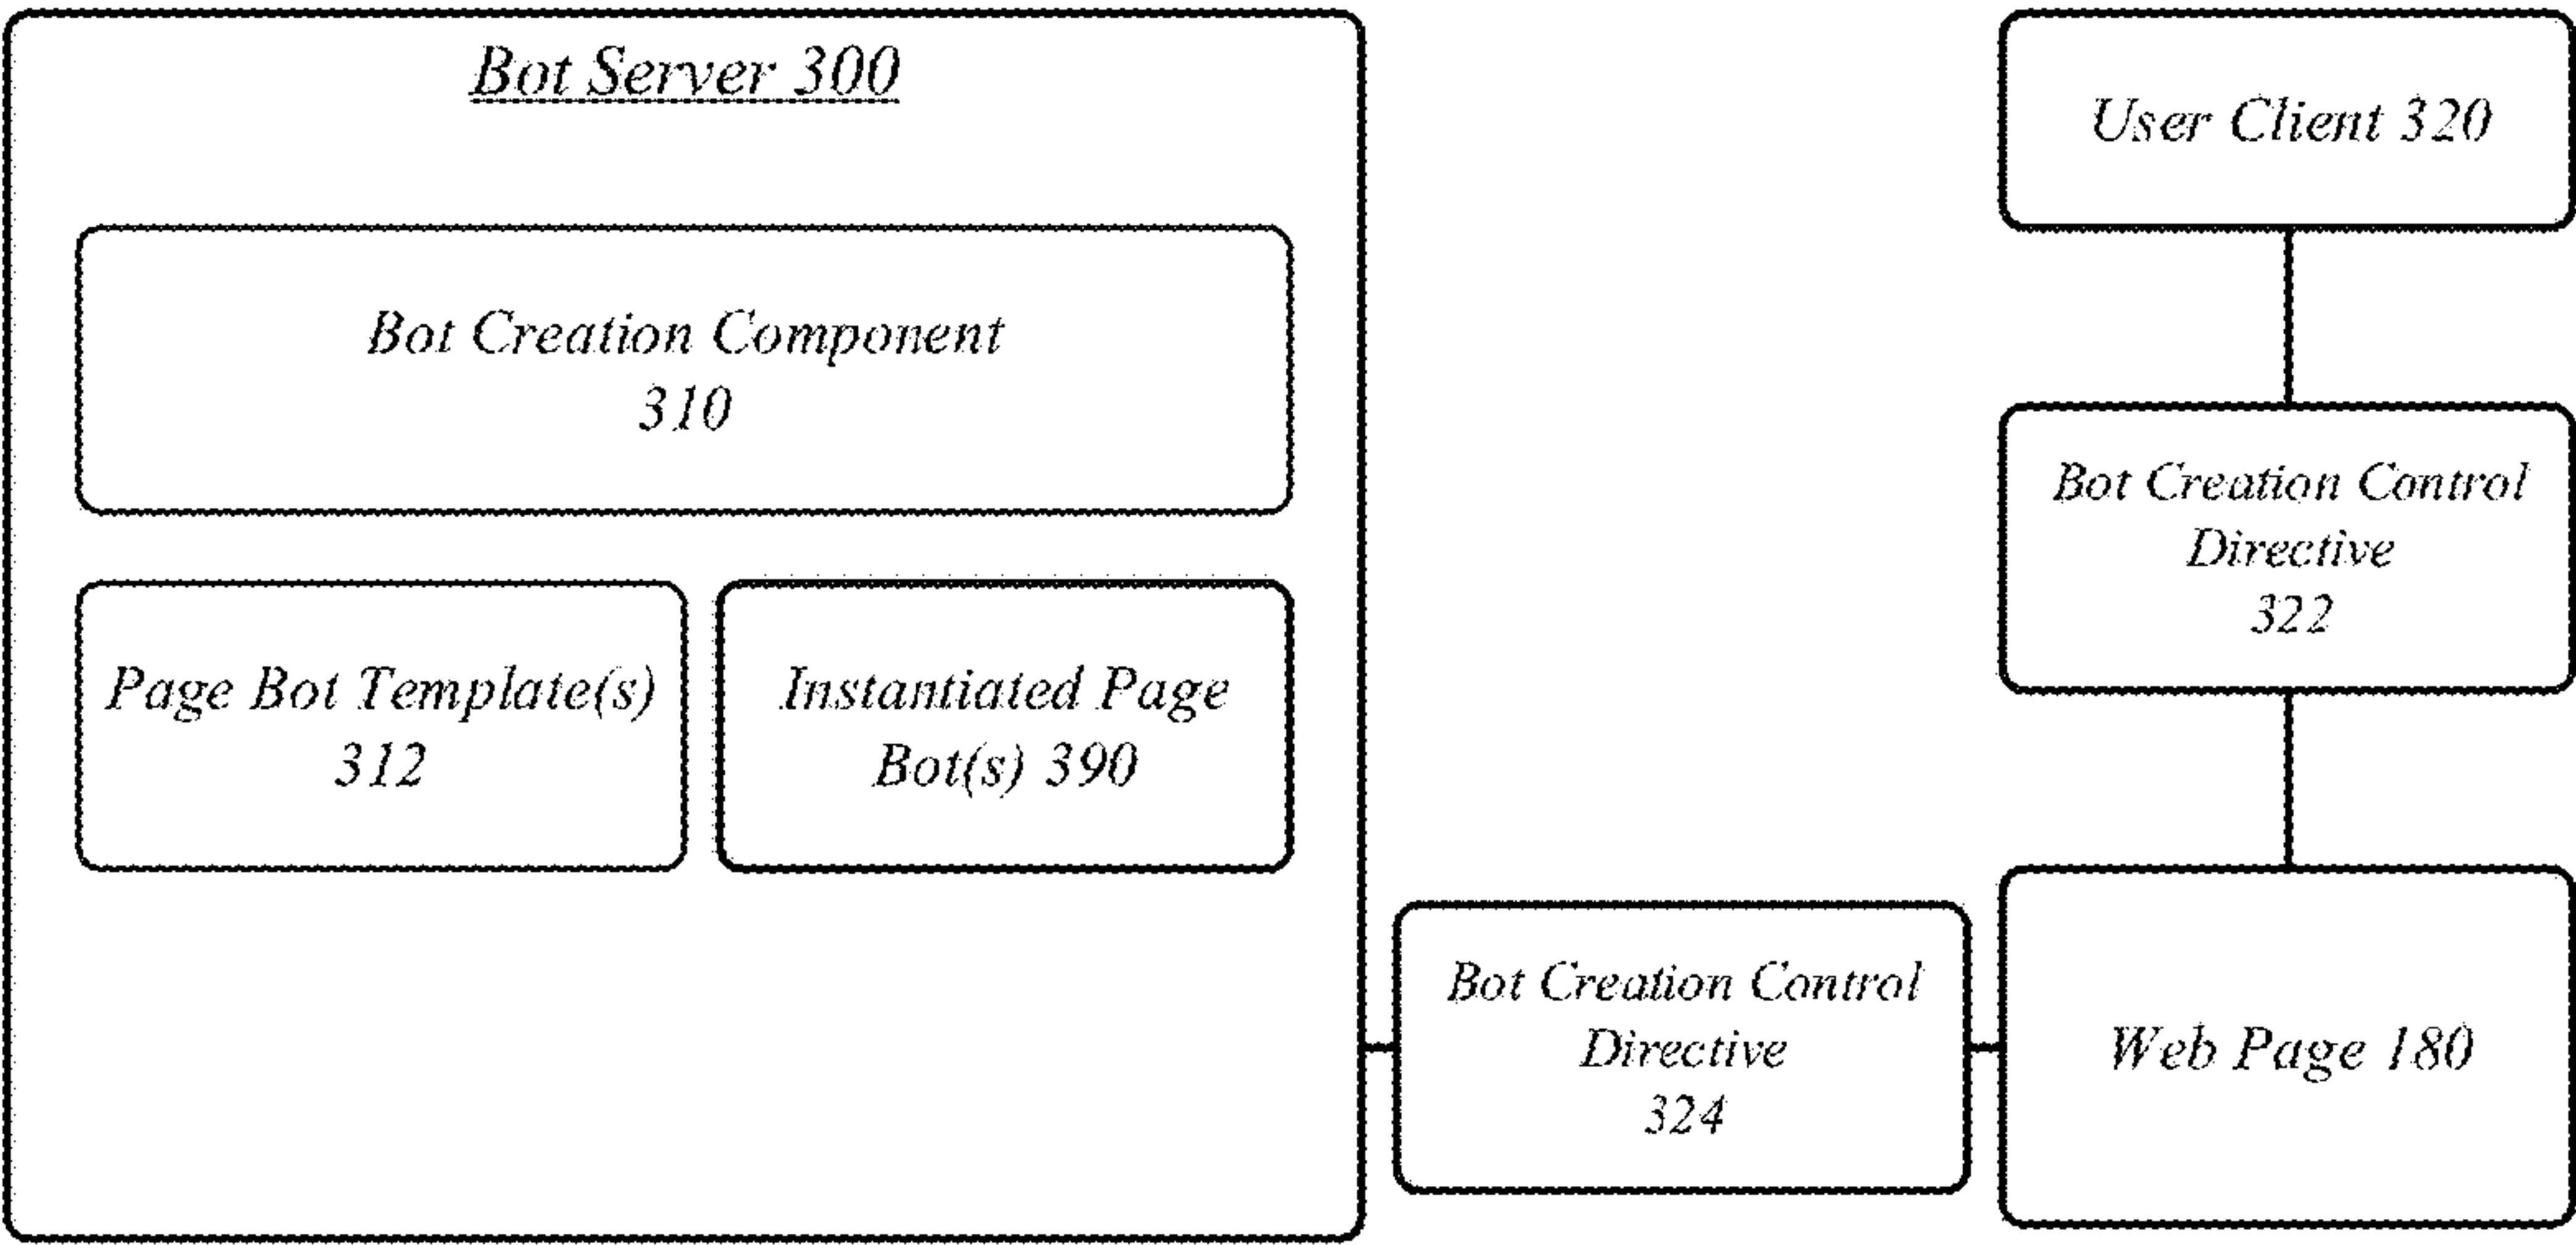 Bot Server 300
Bot Creation Component
310
Page Bot Template(s)
312
Instantiated Page
Bot(s) 390
User Client 320
Bot Creation Control
Directive
322
Bot Creation Control
Directive
324
Web Page 180